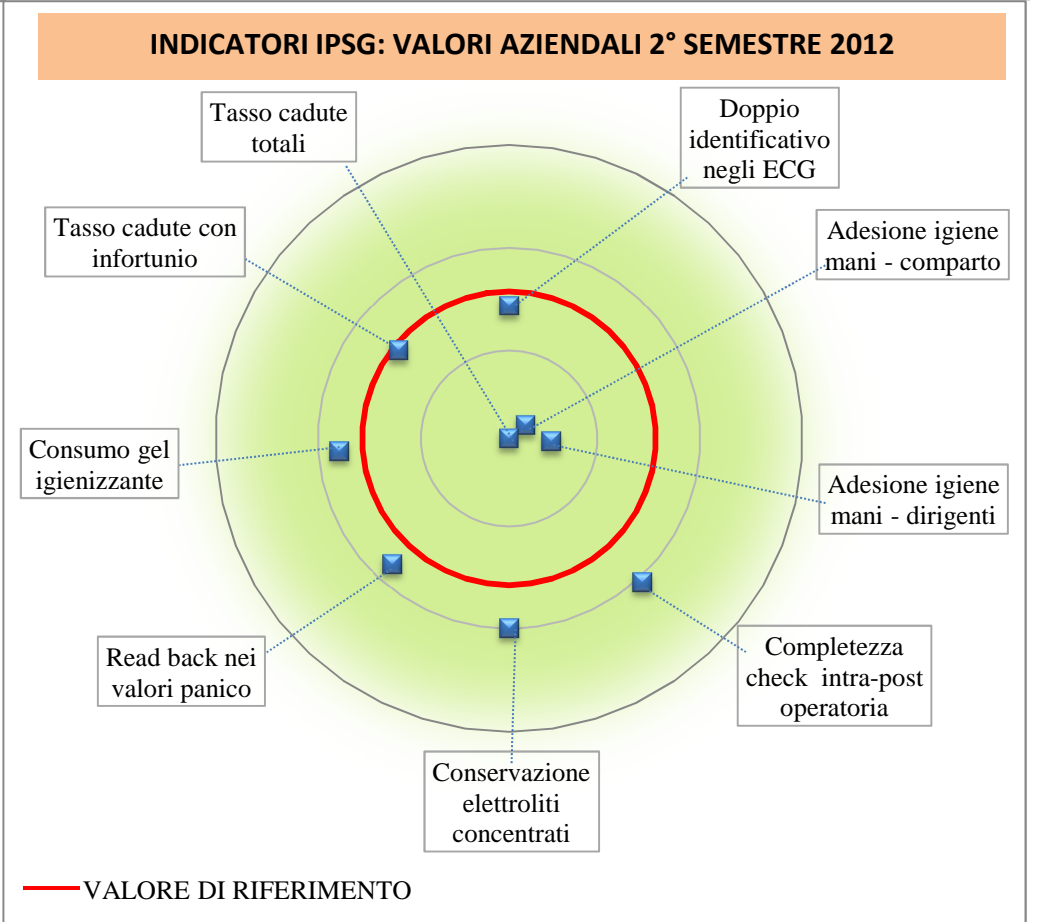 INDICATORI IPSG: VALORI AZIENDALI 2° SEMESTRE 2012
Tasso cadute
totali
Doppio
identificativo
negli ECG
Tasso cadute con
infortunio
Adesione igiene
mani - comparto
Consumo gel
igienizzante
Adesione igiene
mani - dirigenti
Read back nei
valori panico
Completezza
check intra-post
operatoria
Conservazione
elettroliti
concentrati
VALORE DI RIFERIMENTO